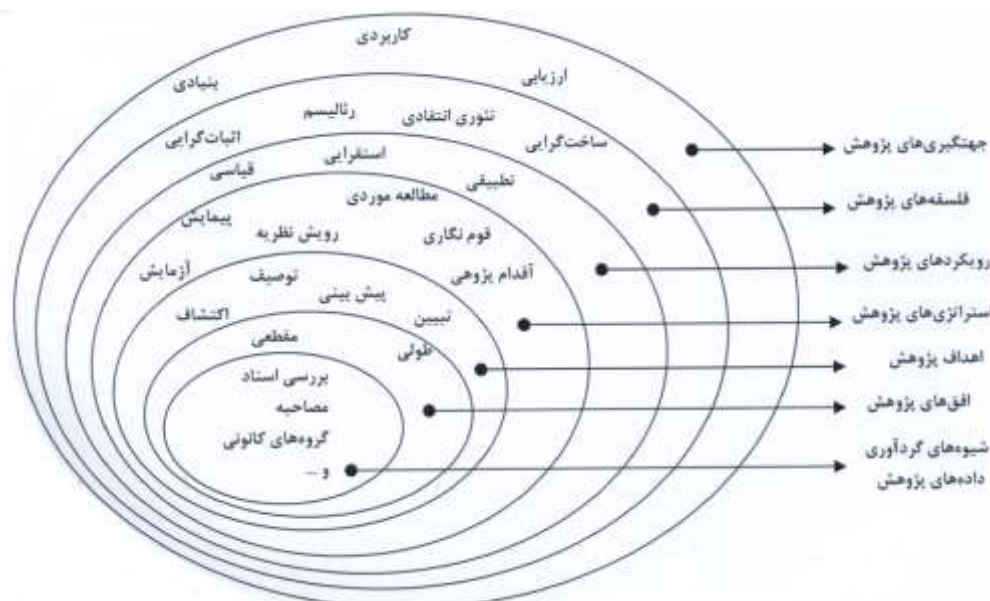 کاربردی
ارزیابی
بنیادی
تئوری انتقادی
رئالیسم
ساخت‌گرایی
اثبات‌گرایی
استقرایی
تطبیقی
قیاسی
مطالعه موردی
پیمایش
قوم نگاری
رویش نظریه
آزمایش
أقدام پژوهی
توصیف
پیش بینی
اکتشاف
تبیین
مقطعی
طولی
بررسی اسناد
مصاحبه
گروه‌های کانونی
و ...
جهتگیری‌های پژوهش
فلسفه‌های پژوهش
رویکردهای پژوهش
استراتژی‌های پژوهش
اهداف پژوهش
افق‌های پژوهش
شیوه‌های گردآوری
داده‌های پژوهش